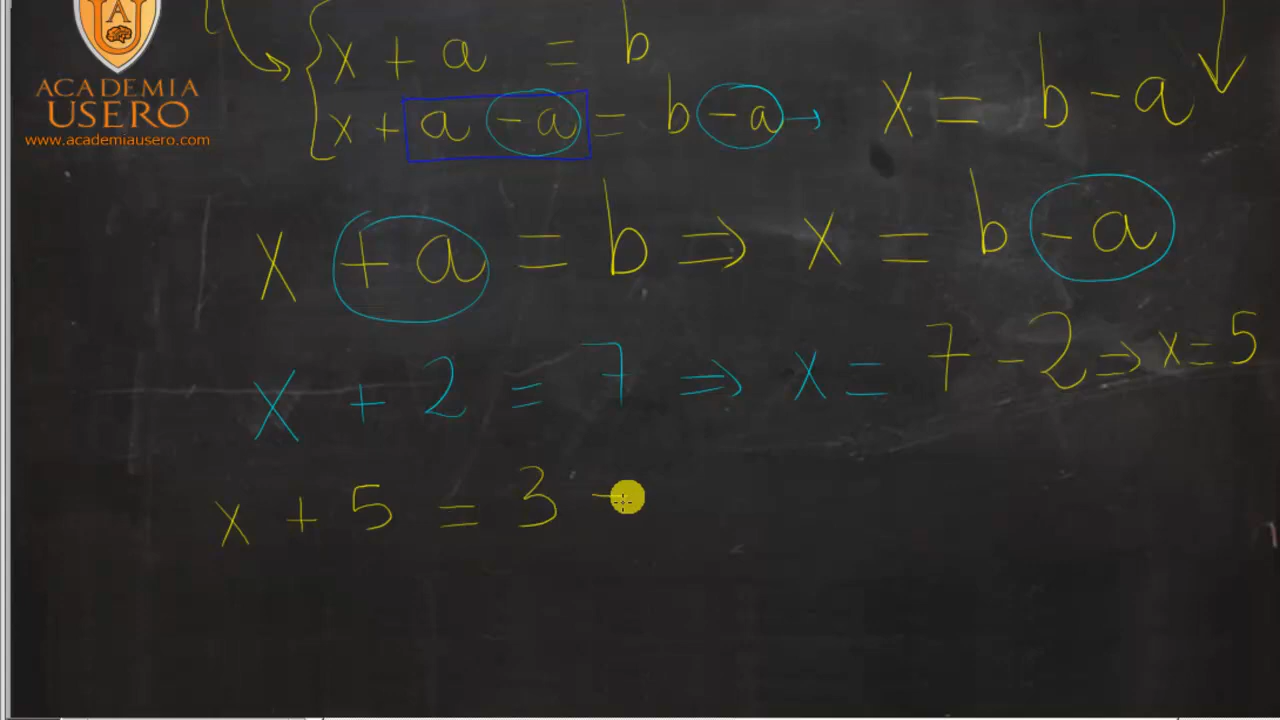 x + a = b
x + a - a = b - a → x = b - a
ACADEMIA
USERO
www.academiausero.com
x + a = b ⇒ x = b - a
x + 2 = 7 ⇒ x = 7 - 2 ⇒ x = 5
x + 5 = 3